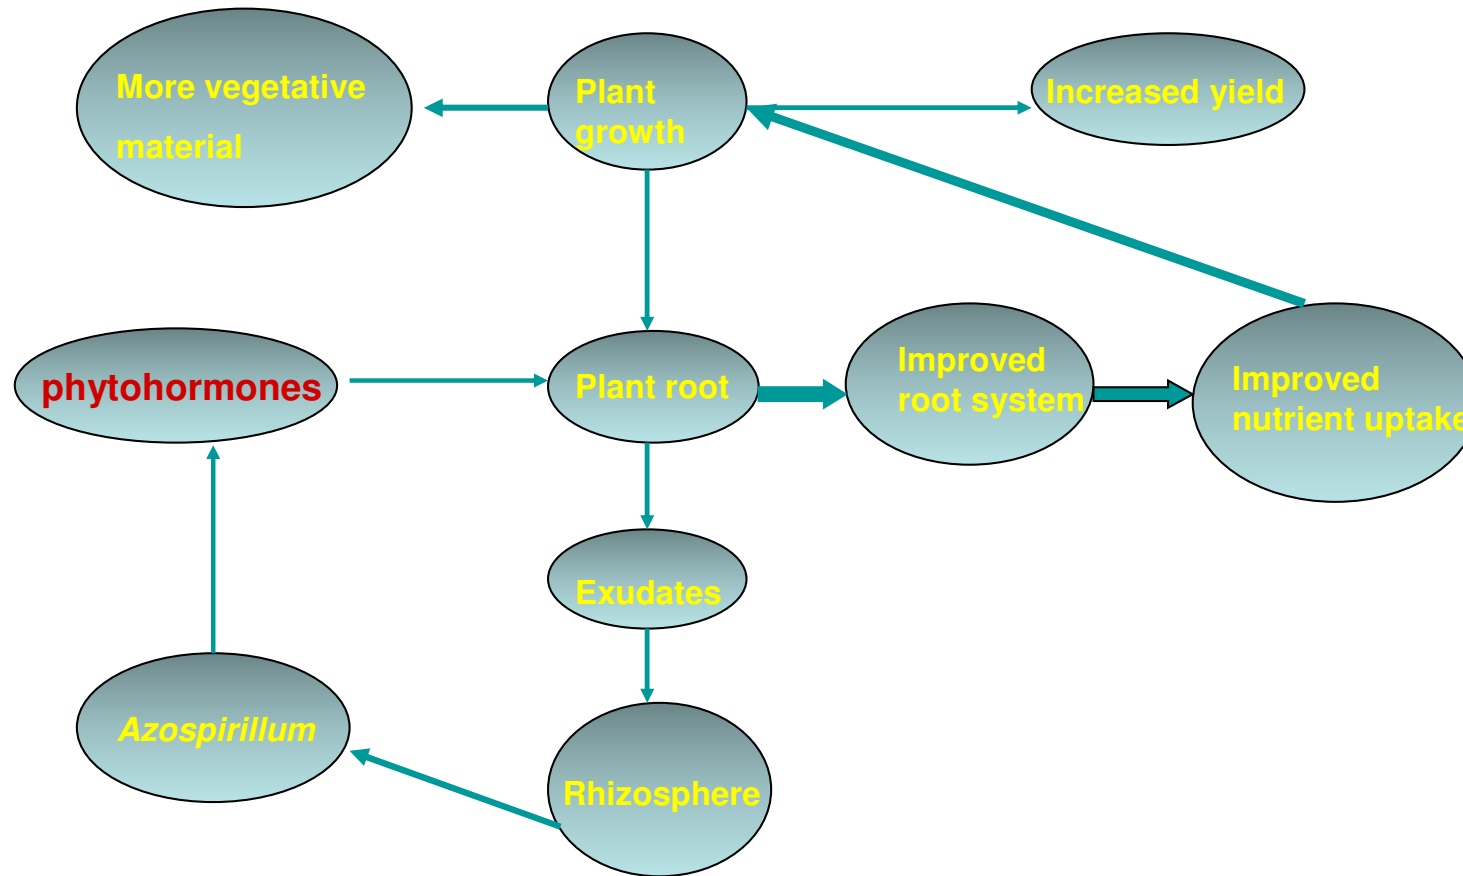 More vegetative
material
Plant
growth
Increased yield
phytohormones
Plant root
Improved
root system
Improved
nutrient uptake
Exudates
Azospirillum
Rhizosphere